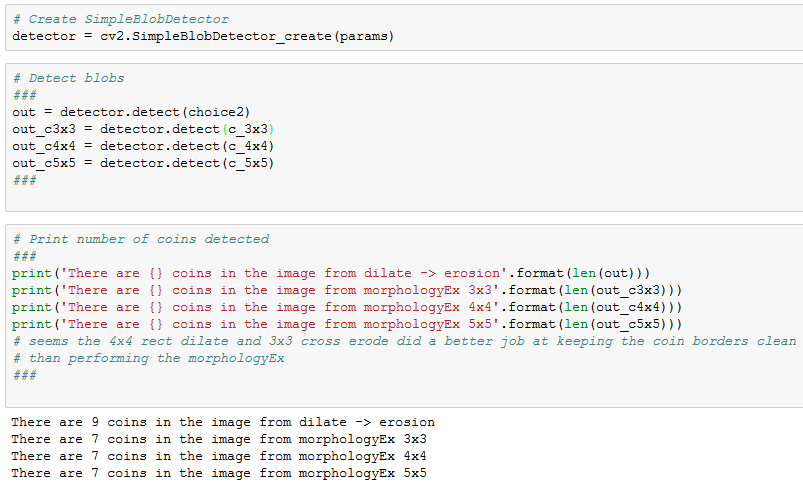 # Create SimpleBlobDetector
detector = cv2.SimpleBlobDetector_create(params)
# Detect blobs
###
out = detector.detect(choice2)
out_c3x3 = detector.detect(c_3x3)
out_c4x4 = detector.detect(c_4x4)
out_c5x5 = detector.detect(c_5x5)
###
# Print number of coins detected
###
print('There are {} coins in the image from dilate -> erosion'.format(len(out)))
print('There are {} coins in the image from morphologyEx 3x3'.format(len(out_c3x3)))
print('There are {} coins in the image from morphologyEx 4x4'.format(len(out_c4x4)))
print('There are {} coins in the image from morphologyEx 5x5'.format(len(out_c5x5)))
# seems the 4x4 rect dilate and 3x3 cross erode did a better job at keeping the coin borders clean
# than performing the morphologyEx
###
There are 9 coins in the image from dilate -> erosion
There are 7 coins in the image from morphologyEx 3x3
There are 7 coins in the image from morphologyEx 4x4
There are 7 coins in the image from morphologyEx 5x5